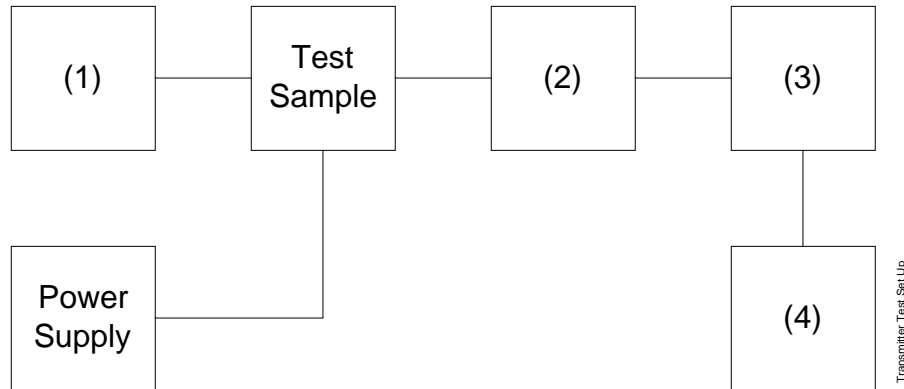 (1)
Test
Sample
(2)
(3)
Power
Supply
(4)
Transmitter Test Set Up